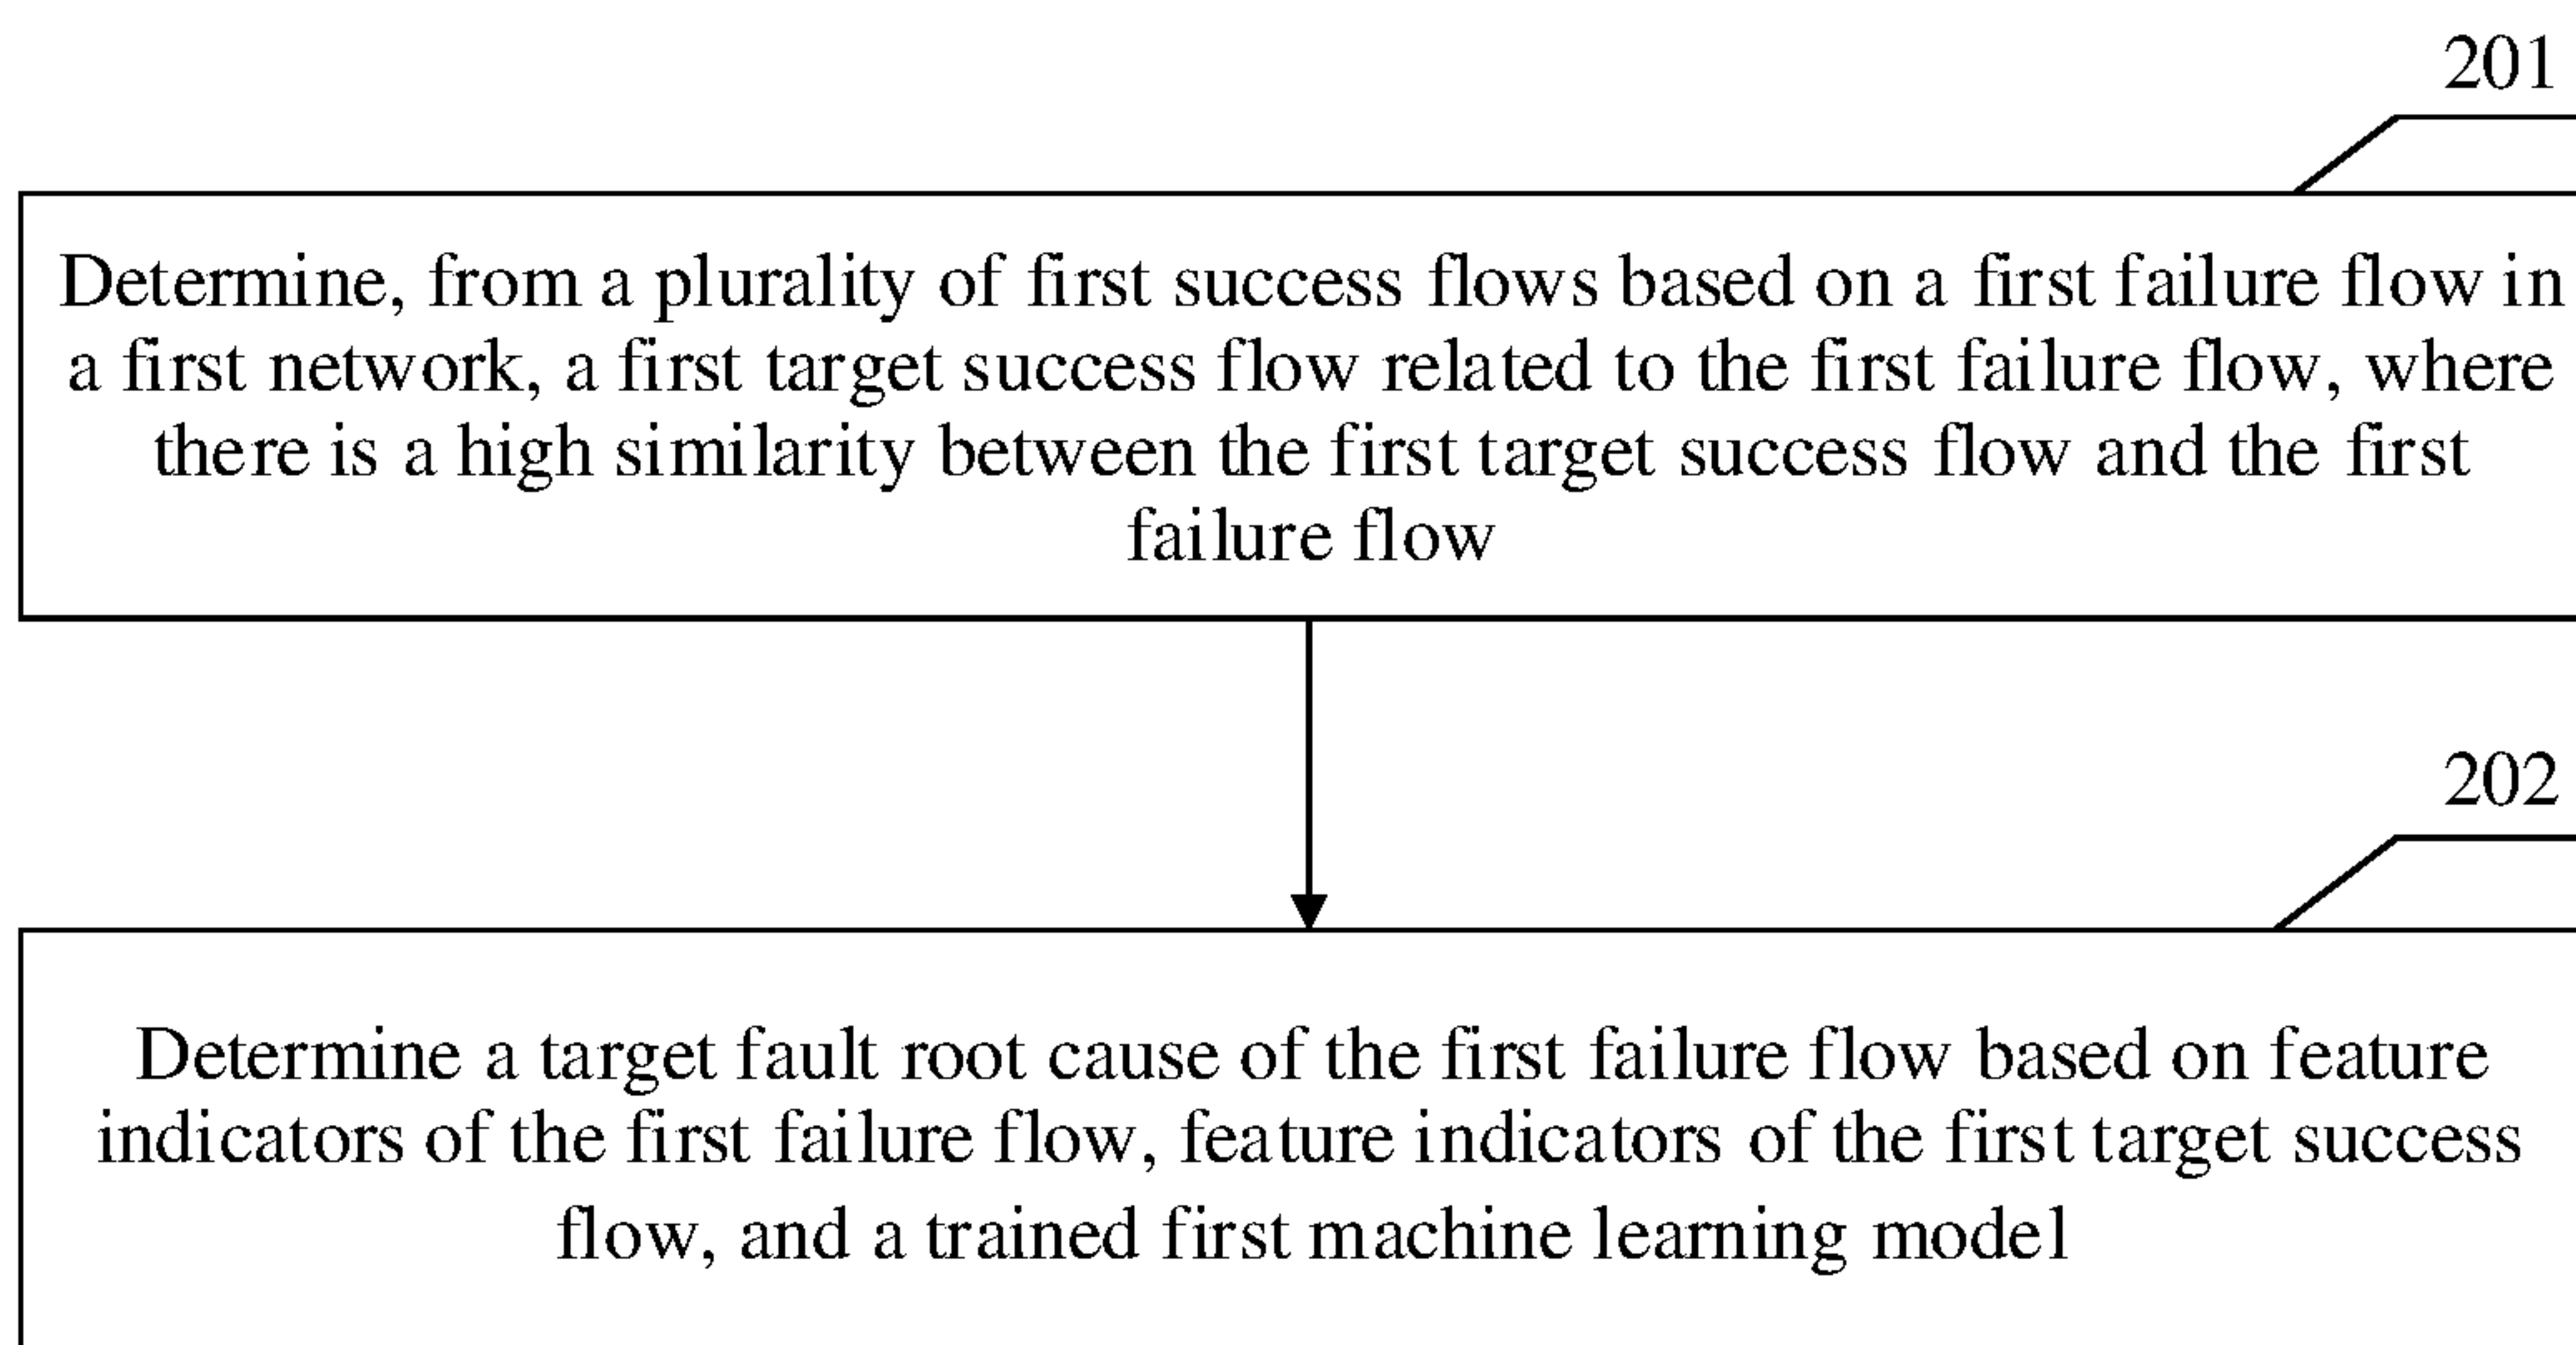 201
Determine, from a plurality of first success flows based on a first failure flow in
a first network, a first target success flow related to the first failure flow, where
there is a high similarity between the first target success flow and the first
failure flow
202
Determine a target fault root cause of the first failure flow based on feature
indicators of the first failure flow, feature indicators of the first target success
flow, and a trained first machine learning model